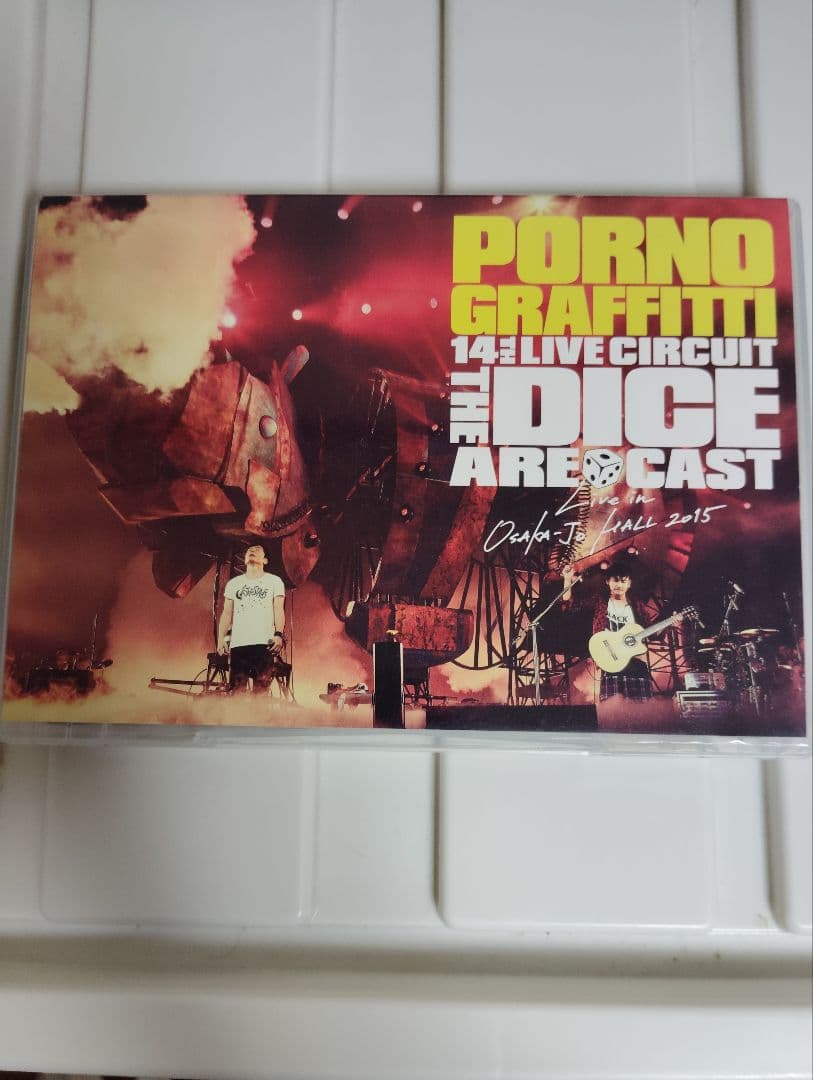 PORNO
GRAFFITTI
14TH LIVE CIRCUIT
THE DICE
ARE CAST
Live in
OSAKA-JO HALL 2015